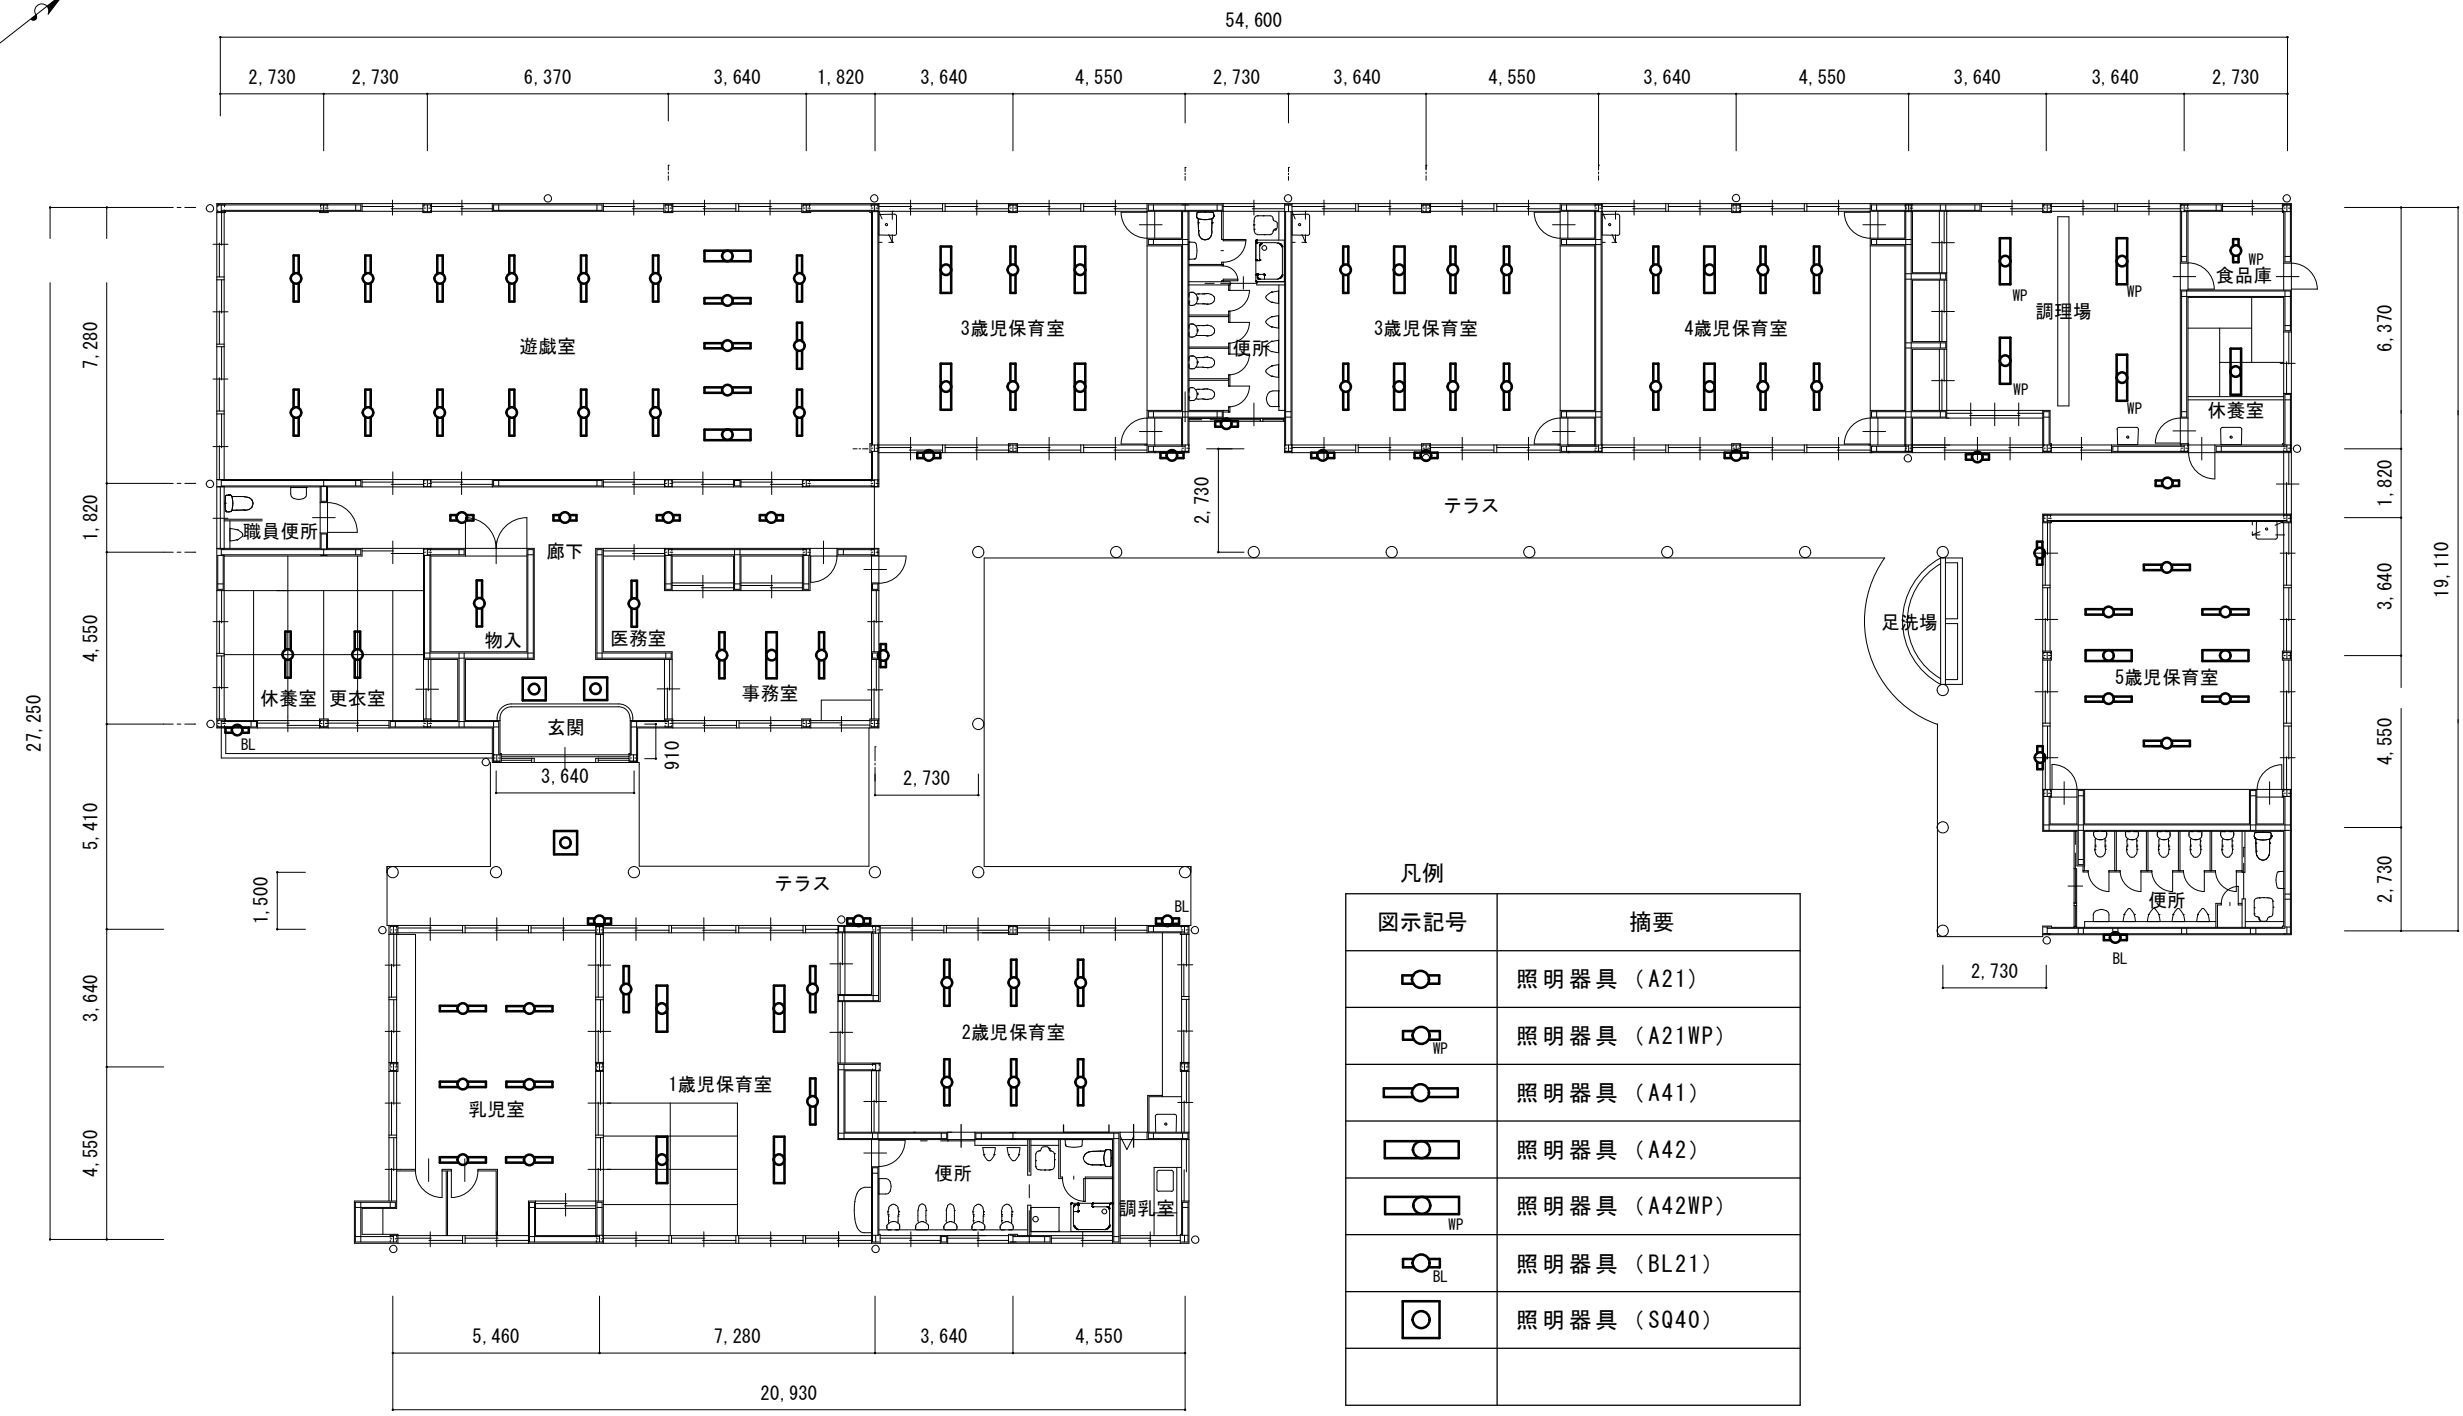 S
54,600
2,730
2,730
6,370
3,640
1,820
3,640
4,550
2,730
3,640
4,550
3,640
4,550
3,640
3,640
2,730
27,250
7,280
1,820
4,550
5,410
3,640
4,550
1,500
19,110
6,370
1,820
3,640
4,550
2,730
遊戯室
3歳児保育室
便所
3歳児保育室
4歳児保育室
調理場
WP
WP
WP
WP
WP
食品庫
休養室
2,730
テラス
職員便所
廊下
物入
医務室
休養室
更衣室
事務室
玄関
BL
3,640
910
2,730
足洗場
5歳児保育室
便所
BL
2,730
テラス
BL
乳児室
1歳児保育室
2歳児保育室
便所
調乳室
5,460
7,280
3,640
4,550
20,930
凡例
図示記号 摘要
照明器具（A21）
WP 照明器具（A21WP）
照明器具（A41）
照明器具（A42）
WP 照明器具（A42WP）
BL 照明器具（BL21）
照明器具（SQ40）